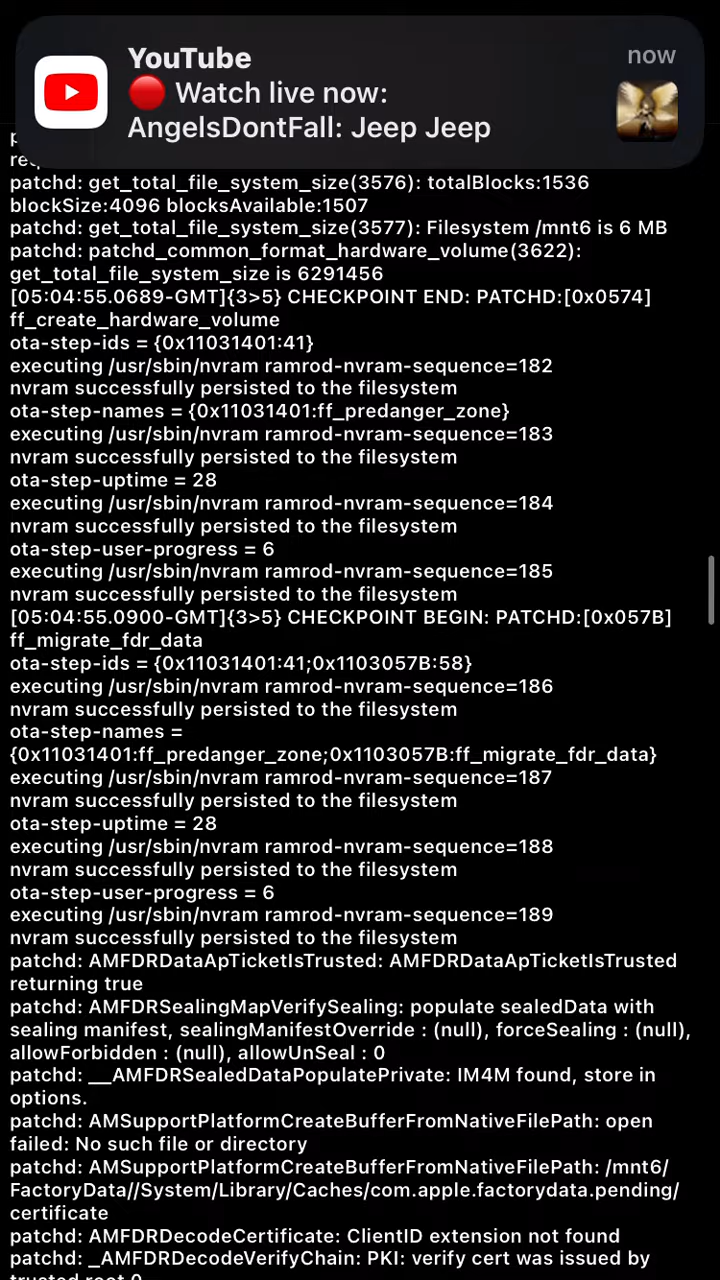 YouTube
now
🔴 Watch live now:
AngelsDontFall: Jeep Jeep
patchd: get_total_file_system_size(3576): totalBlocks:1536
blockSize:4096 blocksAvailable:1507
patchd: get_total_file_system_size(3577): Filesystem /mnt6 is 6 MB
patchd: patchd_common_format_hardware_volume(3622):
get_total_file_system_size is 6291456
[05:04:55.0689-GMT]{3>5} CHECKPOINT END: PATCHD:[0x0574]
ff_create_hardware_volume
ota-step-ids = {0x11031401:41}
executing /usr/sbin/nvram ramrod-nvram-sequence=182
nvram successfully persisted to the filesystem
ota-step-names = {0x11031401:ff_predanger_zone}
executing /usr/sbin/nvram ramrod-nvram-sequence=183
nvram successfully persisted to the filesystem
ota-step-uptime = 28
executing /usr/sbin/nvram ramrod-nvram-sequence=184
nvram successfully persisted to the filesystem
ota-step-user-progress = 6
executing /usr/sbin/nvram ramrod-nvram-sequence=185
nvram successfully persisted to the filesystem
[05:04:55.0900-GMT]{3>5} CHECKPOINT BEGIN: PATCHD:[0x057B]
ff_migrate_fdr_data
ota-step-ids = {0x11031401:41;0x1103057B:58}
executing /usr/sbin/nvram ramrod-nvram-sequence=186
nvram successfully persisted to the filesystem
ota-step-names =
{0x11031401:ff_predanger_zone;0x1103057B:ff_migrate_fdr_data}
executing /usr/sbin/nvram ramrod-nvram-sequence=187
nvram successfully persisted to the filesystem
ota-step-uptime = 28
executing /usr/sbin/nvram ramrod-nvram-sequence=188
nvram successfully persisted to the filesystem
ota-step-user-progress = 6
executing /usr/sbin/nvram ramrod-nvram-sequence=189
nvram successfully persisted to the filesystem
patchd: AMFDRDataApTicketIsTrusted: AMFDRDataApTicketIsTrusted
returning true
patchd: AMFDRSealingMapVerifySealing: populate sealedData with
sealing manifest, sealingManifestOverride : (null), forceSealing : (null),
allowForbidden : (null), allowUnSeal : 0
patchd: __AMFDRSealedDataPopulatePrivate: IM4M found, store in
options.
patchd: AMSupportPlatformCreateBufferFromNativeFilePath: open
failed: No such file or directory
patchd: AMSupportPlatformCreateBufferFromNativeFilePath: /mnt6/
FactoryData//System/Library/Caches/com.apple.factorydata.pending/
certificate
patchd: AMFDRDecodeCertificate: ClientID extension not found
patchd: _AMFDRDecodeVerifyChain: PKI: verify cert was issued by
trusted root 0